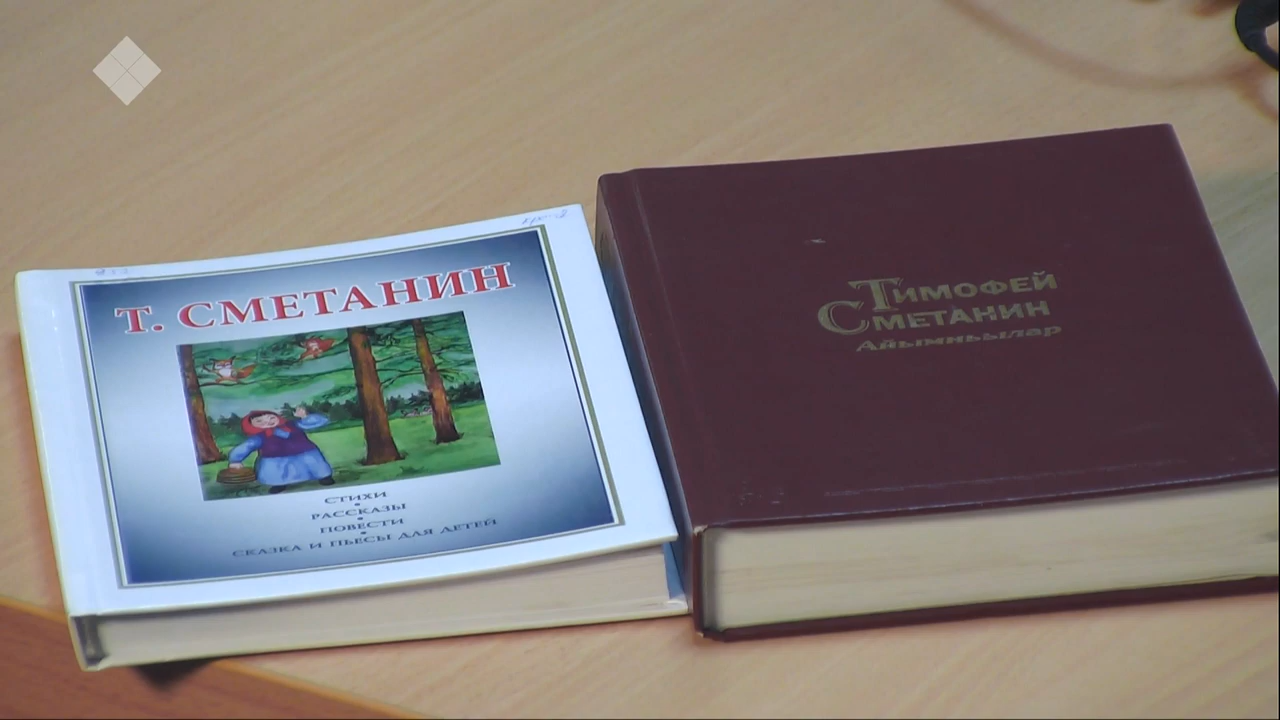 Т. СМЕТАНИН
СТИХИ
РАССКАЗЫ
ПОВЕСТИ
СКАЗКА И ПЬЕСЫ ДЛЯ ДЕТЕЙ
ТИМОФЕЙ
СМЕТАНИН
Айымньылар